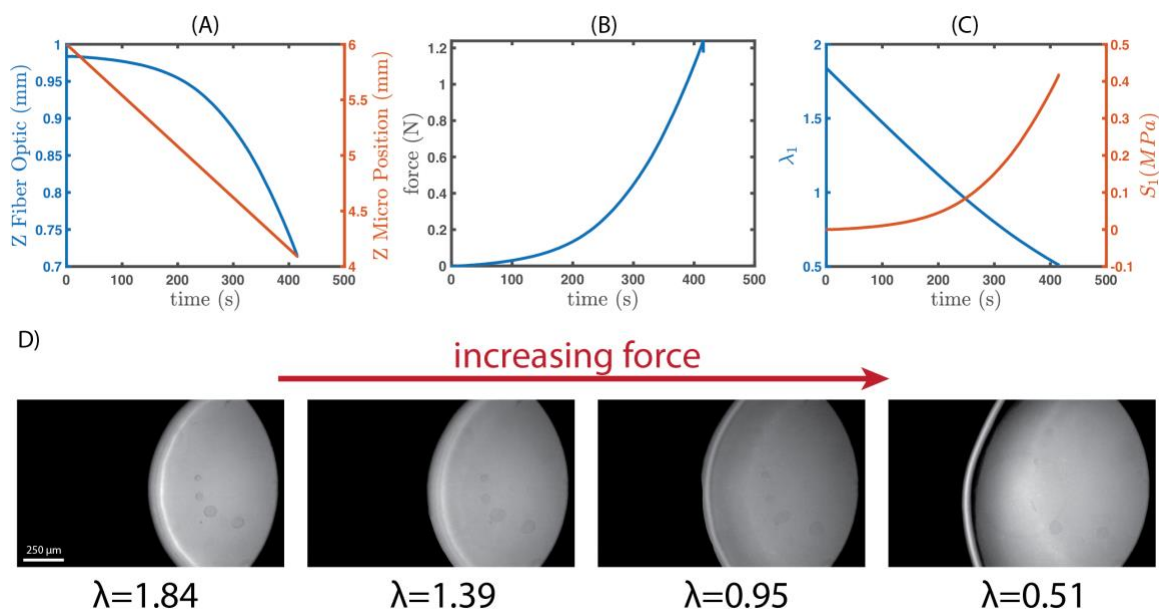 (A)
(B)
(C)
1
0.95
0.9
0.85
0.8
0.75
0.7
Z Fiber Optic (mm)
6
5.5
5
4.5
4
Z Micro Position (mm)
0 100 200 300 400 500
time (s)
1.2
1
0.8
0.6
0.4
0.2
0
force (N)
0 100 200 300 400 500
time (s)
2
1.5
1
0.5
λ₁
0.5
0.4
0.3
0.2
0.1
0
-0.1
S₁(MPa)
0 100 200 300 400 500
time (s)
D)
increasing force
250 µm
λ=1.84 λ=1.39 λ=0.95 λ=0.51